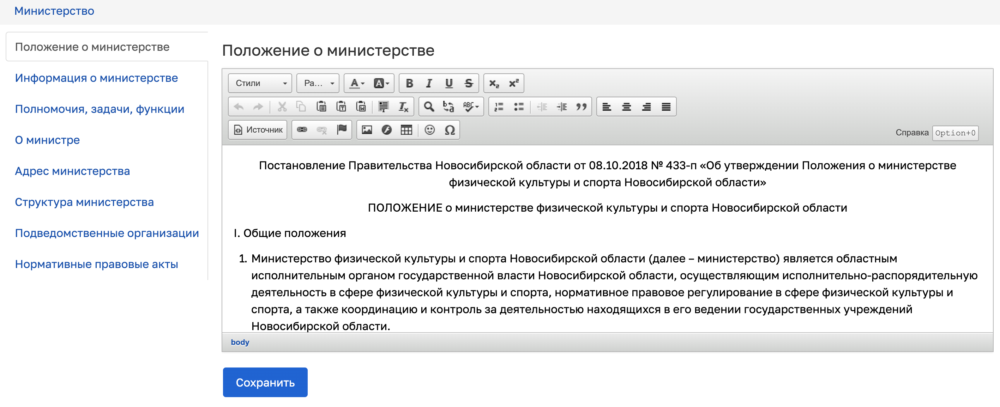 Министерство
Положение о министерстве
Информация о министерстве
Полномочия, задачи, функции
О министре
Адрес министерства
Структура министерства
Подведомственные организации
Нормативные правовые акты
Положение о министерстве
Стили Ра...
Источник
Справка Option+0
Постановление Правительства Новосибирской области от 08.10.2018 № 433-п «Об утверждении Положения о министерстве
физической культуры и спорта Новосибирской области»
ПОЛОЖЕНИЕ о министерстве физической культуры и спорта Новосибирской области
I. Общие положения
1. Министерство физической культуры и спорта Новосибирской области (далее – министерство) является областным
исполнительным органом государственной власти Новосибирской области, осуществляющим исполнительно-распорядительную
деятельность в сфере физической культуры и спорта, нормативное правовое регулирование в сфере физической культуры и
спорта, а также координацию и контроль за деятельностью находящихся в его ведении государственных учреждений
Новосибирской области.
body
Сохранить